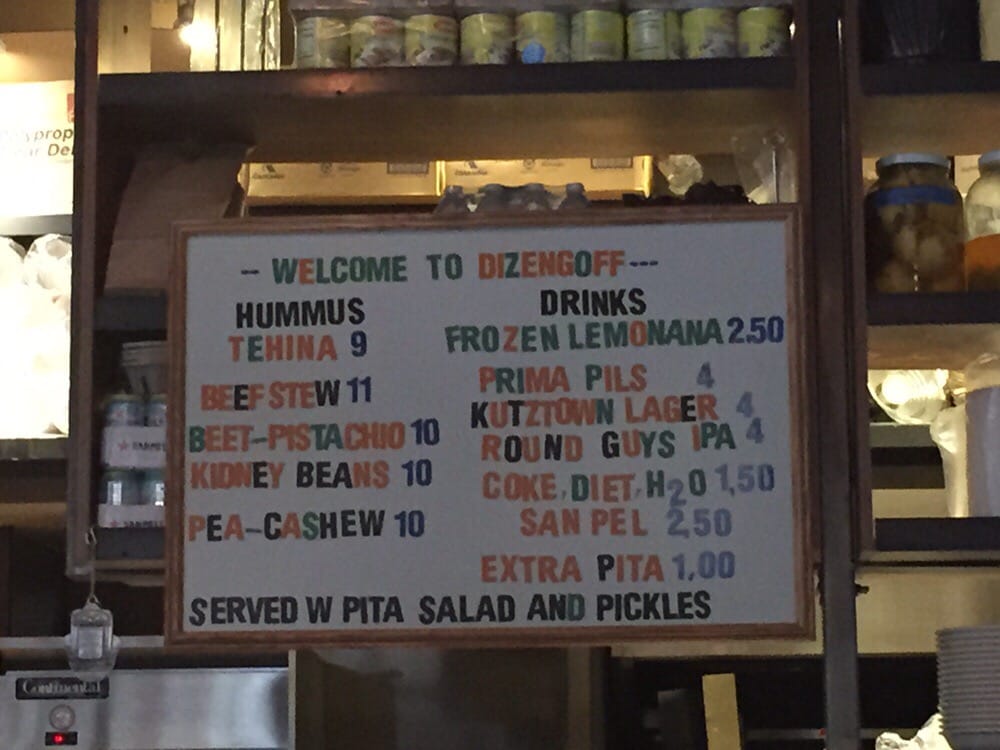 -- WELCOME TO DIZENGOFF---
HUMMUS
TEHINA 9
BEEF STEW 11
BEET-PISTACHIO 10
KIDNEY BEANS 10
PEA-CASHEW 10
DRINKS
FROZEN LEMONANA 2.50
PRIMA PILS 4
KUTZTOWN LAGER 4
ROUND GUYS IPA 4
COKE, DIET, H2O 1,50
SAN PEL 2,50
EXTRA PITA 1.00
SERVED W PITA SALAD AND PICKLES
Continental